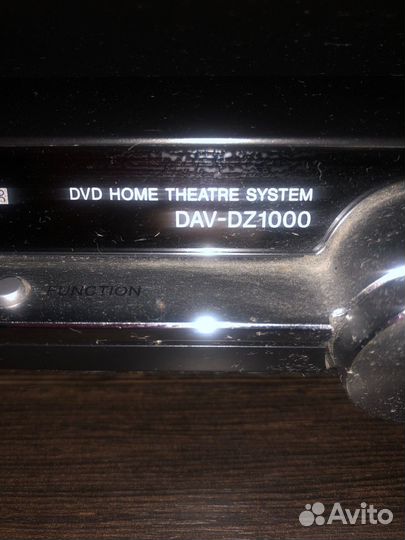 DVD HOME THEATRE SYSTEM
DAV-DZ1000
FUNCTION
Avito